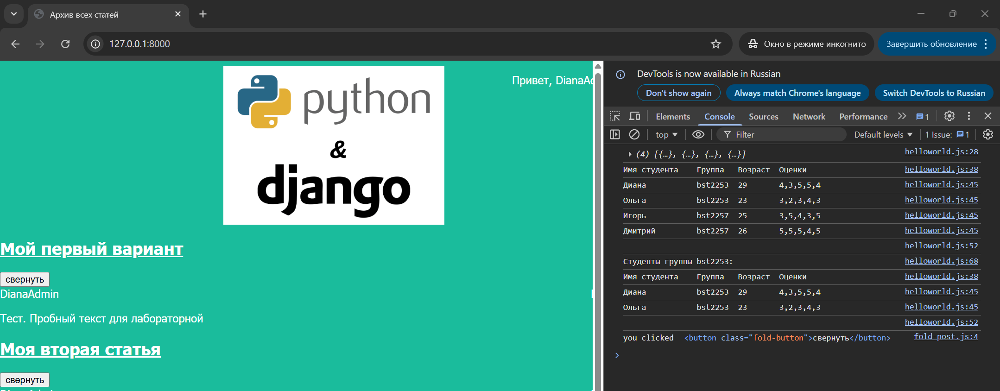 Архив всех статей
127.0.0.1:8000
Окно в режиме инкогнито
Завершить обновление
Привет, DianaAd
python
&
django
Мой первый вариант
свернуть
DianaAdmin
Тест. Пробный текст для лабораторной
Моя вторая статья
свернуть
DevTools is now available in Russian
Don't show again
Always match Chrome's language
Switch DevTools to Russian
Elements Console Sources Network Performance 1
top Filter Default levels 1 Issue: 1
(4) [{…}, {…}, {…}, {…}] helloworld.js:28
Имя студента Группа Возраст Оценки helloworld.js:38
Диана bst2253 29 4,3,5,5,4 helloworld.js:45
Ольга bst2253 23 3,2,3,4,3 helloworld.js:45
Игорь bst2257 25 3,5,4,3,5 helloworld.js:45
Дмитрий bst2257 26 5,5,5,4,5 helloworld.js:45
helloworld.js:52
Студенты группы bst2253: helloworld.js:68
Имя студента Группа Возраст Оценки helloworld.js:38
Диана bst2253 29 4,3,5,5,4 helloworld.js:45
Ольга bst2253 23 3,2,3,4,3 helloworld.js:45
helloworld.js:52
you clicked <button class="fold-button">свернуть</button> fold-post.js:4